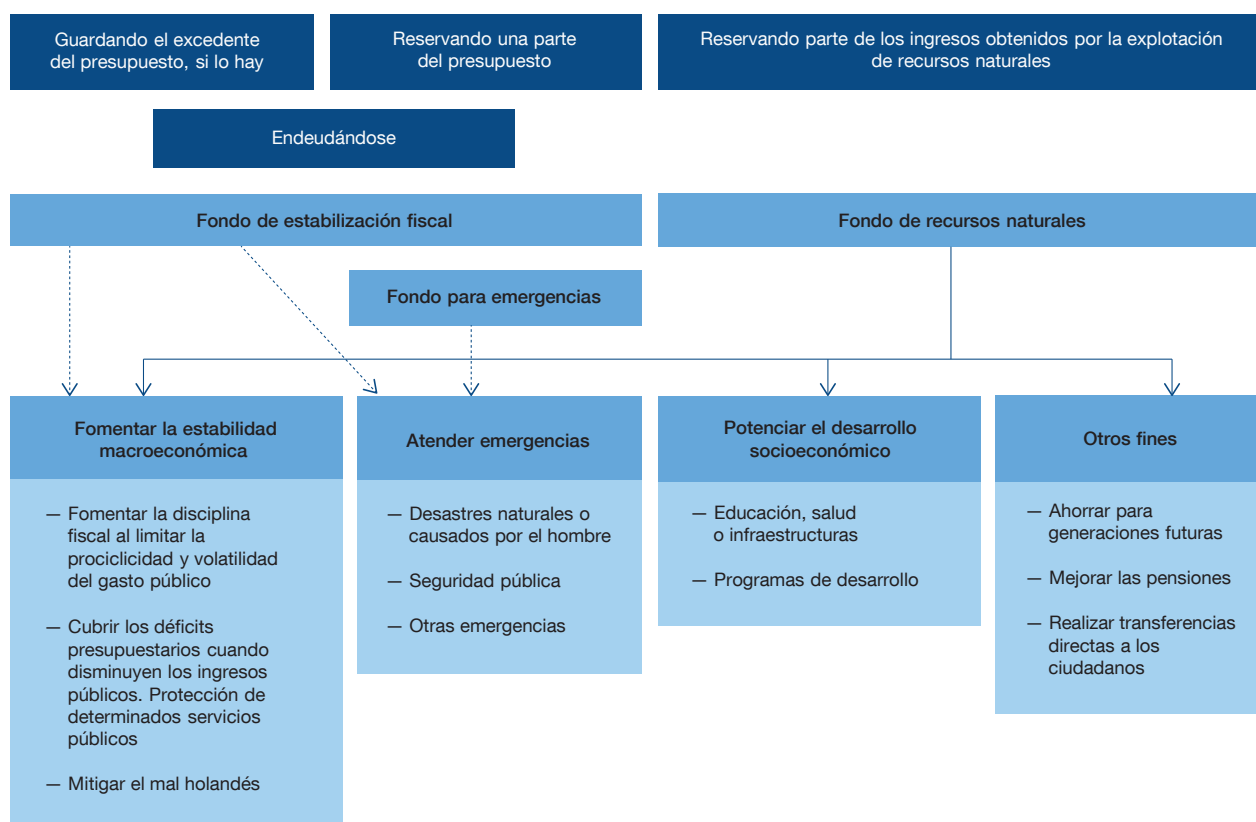 Guardando el excedente
del presupuesto, si lo hay
Reservando una parte
del presupuesto
Reservando parte de los ingresos obtenidos por la explotación
de recursos naturales
Endeudándose
Fondo de estabilización fiscal
Fondo de recursos naturales
Fondo para emergencias
Fomentar la estabilidad
macroeconómica
— Fomentar la disciplina
fiscal al limitar la
prociclicidad y volatilidad
del gasto público
— Cubrir los déficits
presupuestarios cuando
disminuyen los ingresos
públicos. Protección de
determinados servicios
públicos
— Mitigar el mal holandés
Atender emergencias
— Desastres naturales o
causados por el hombre
— Seguridad pública
— Otras emergencias
Potenciar el desarrollo
socioeconómico
— Educación, salud
o infraestructuras
— Programas de desarrollo
Otros fines
— Ahorrar para
generaciones futuras
— Mejorar las pensiones
— Realizar transferencias
directas a los
ciudadanos